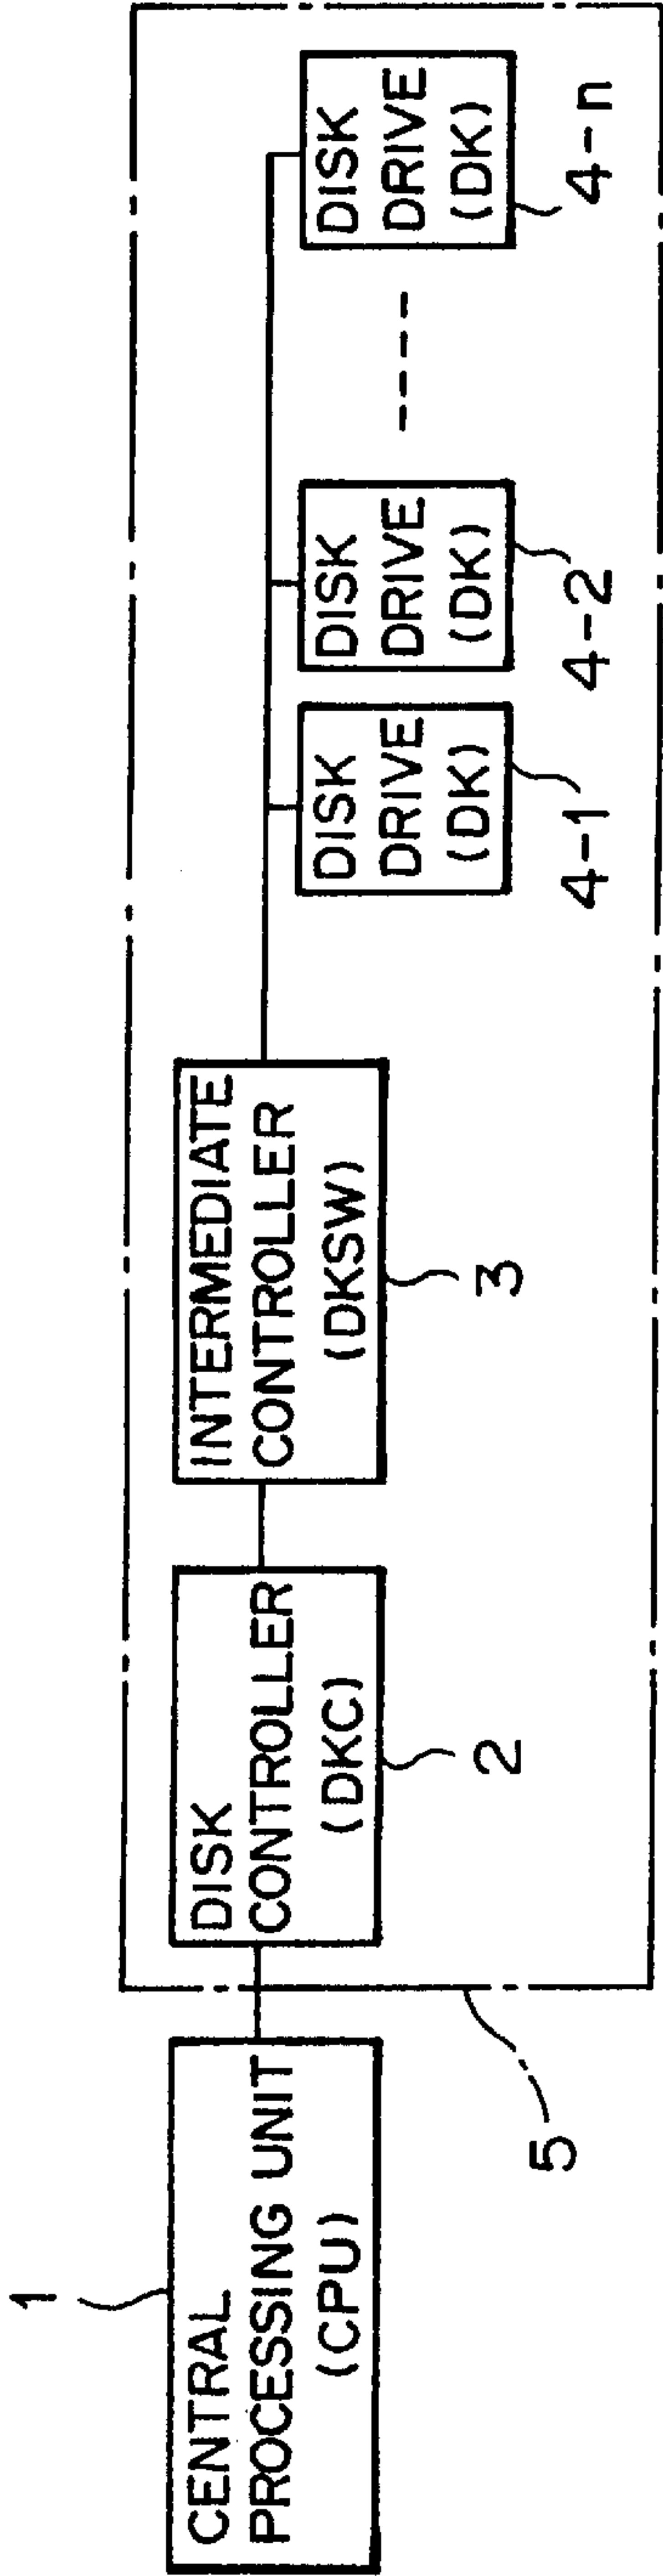 1
CENTRAL
PROCESSING UNIT
(CPU)
5
DISK
CONTROLLER
(DKC)
2
INTERMEDIATE
CONTROLLER
(DKSW)
3
DISK
DRIVE
(DK)
4-1
DISK
DRIVE
(DK)
4-2
DISK
DRIVE
(DK)
4-n